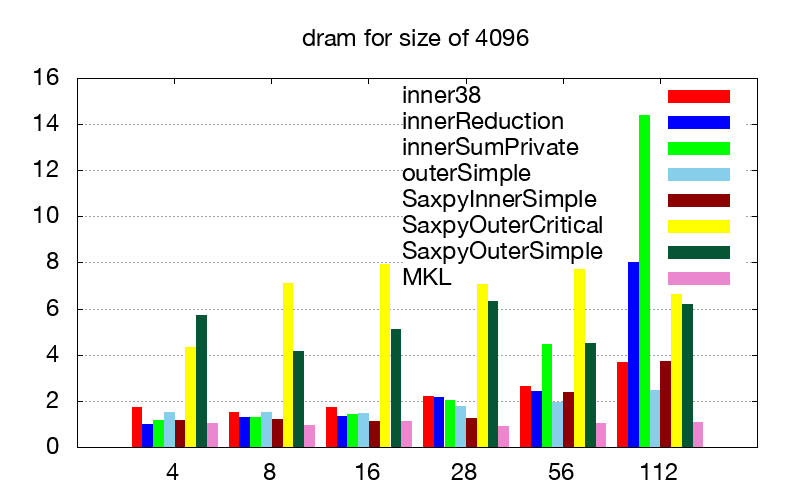 dram for size of 4096
16
14
12
10
8
6
4
2
0
inner38
innerReduction
innerSumPrivate
outerSimple
SaxpyInnerSimple
SaxpyOuterCritical
SaxpyOuterSimple
MKL
4 8 16 28 56 112